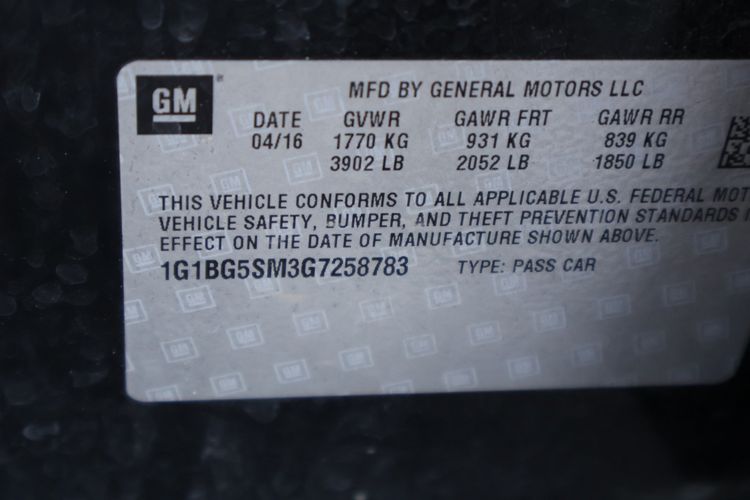 GM
MFD BY GENERAL MOTORS LLC
DATE GVWR GAWR FRT GAWR RR
04/16 1770 KG 931 KG 839 KG
3902 LB 2052 LB 1850 LB
THIS VEHICLE CONFORMS TO ALL APPLICABLE U.S. FEDERAL MOT
VEHICLE SAFETY, BUMPER, AND THEFT PREVENTION STANDARDS I
EFFECT ON THE DATE OF MANUFACTURE SHOWN ABOVE.
1G1BG5SM3G7258783 TYPE: PASS CAR